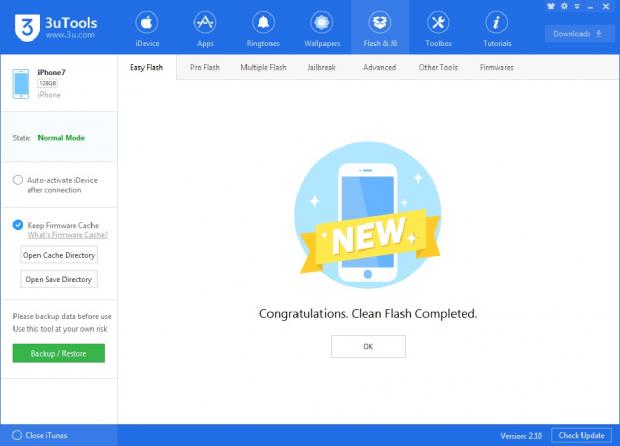 3
3uTools
www.3u.com
iDevice
Apps
Ringtones
Wallpapers
Flash & JB
Toolbox
Tutorials
Downloads
Easy Flash
Pro Flash
Multiple Flash
Jailbreak
Advanced
Other Tools
Firmwares
iPhone7
128GB
iPhone
State: Normal Mode
Auto-activate iDevice
after connection
Keep Firmware Cache
What's Firmware Cache?
Open Cache Directory
Open Save Directory
Please backup data before use
Use this tool at your own risk
Backup / Restore
NEW
Congratulations. Clean Flash Completed.
OK
Close iTunes
Version: 2.10
Check Update